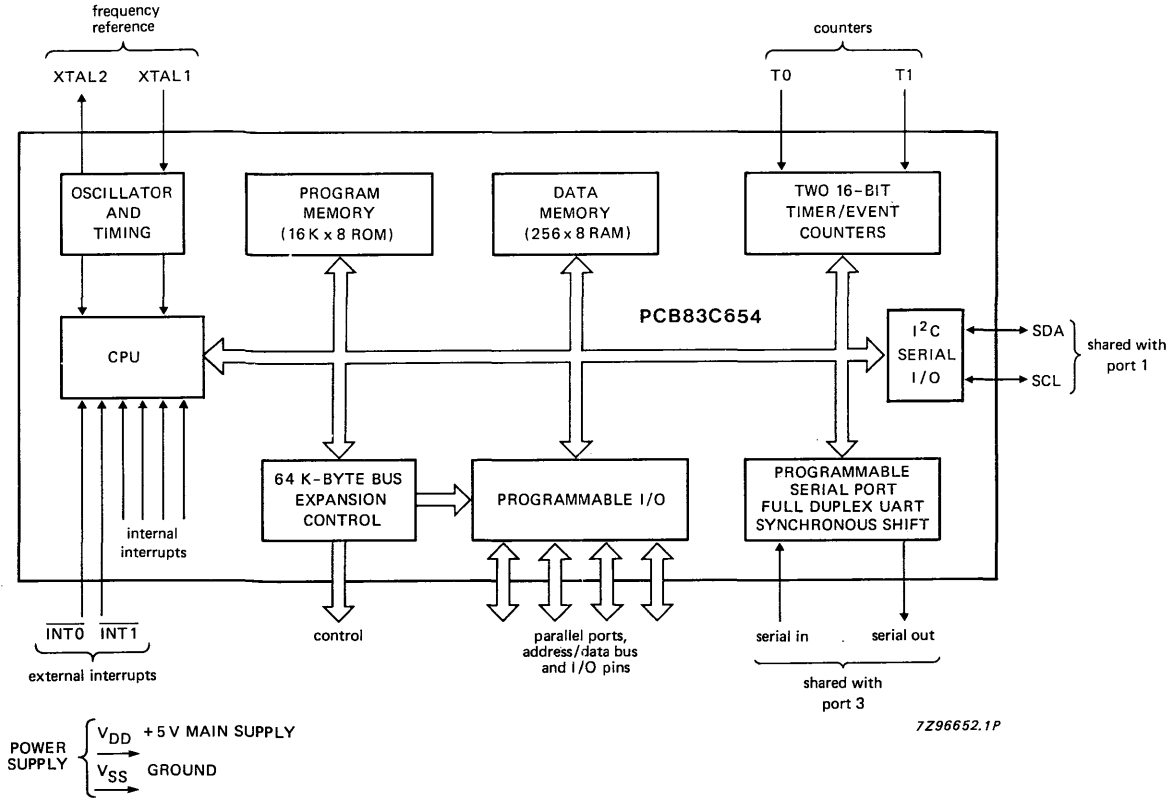 frequency
reference
counters
XTAL2 XTAL1
T0 T1
OSCILLATOR
AND
TIMING
PROGRAM
MEMORY
(16K x 8 ROM)
DATA
MEMORY
(256 x 8 RAM)
TWO 16-BIT
TIMER/EVENT
COUNTERS
PCB83C654
CPU
I²C
SERIAL
I/O
SDA
SCL
shared with
port 1
64 K-BYTE BUS
EXPANSION
CONTROL
PROGRAMMABLE I/O
PROGRAMMABLE
SERIAL PORT
FULL DUPLEX UART
SYNCHRONOUS SHIFT
internal
interrupts
I̅N̅T̅0̅ I̅N̅T̅1̅
external interrupts
control
parallel ports,
address/data bus
and I/O pins
serial in serial out
shared with
port 3
7Z96652.1P
POWER
SUPPLY
VDD +5 V MAIN SUPPLY
VSS GROUND